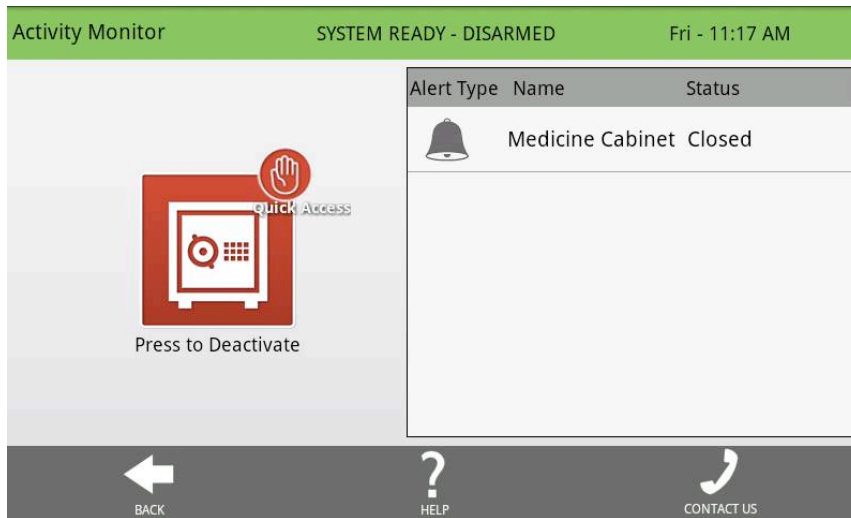 Activity Monitor SYSTEM READY - DISARMED Fri - 11:17 AM
Alert Type Name Status
Medicine Cabinet Closed
Quick Access
Press to Deactivate
BACK HELP CONTACT US